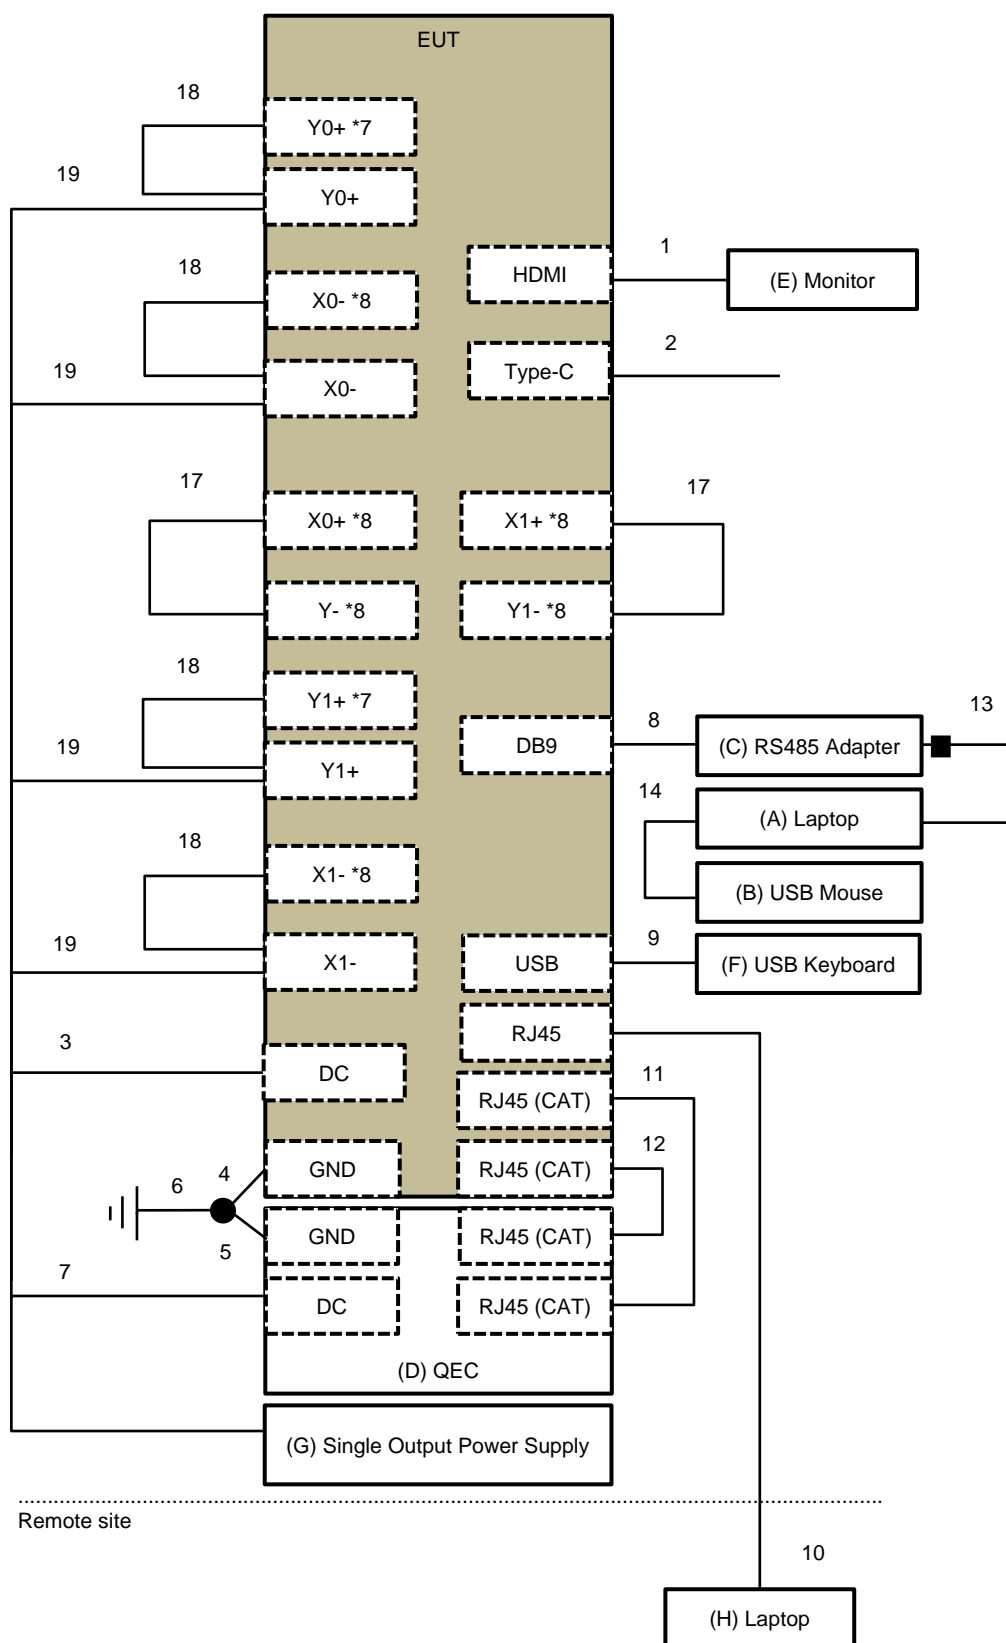 EUT
18
Y0+ *7
19
Y0+
1
18
HDMI
(E) Monitor
X0- *8
2
19
Type-C
X0-
17
17
X0+ *8
X1+ *8
Y- *8
Y1- *8
18
Y1+ *7
8
13
19
DB9
(C) RS485 Adapter
Y1+
14
(A) Laptop
18
X1- *8
(B) USB Mouse
19
9
X1-
USB
(F) USB Keyboard
RJ45
3
DC
11
RJ45 (CAT)
12
4
GND
RJ45 (CAT)
6
GND
RJ45 (CAT)
5
7
DC
RJ45 (CAT)
(D) QEC
(G) Single Output Power Supply
Remote site
10
(H) Laptop